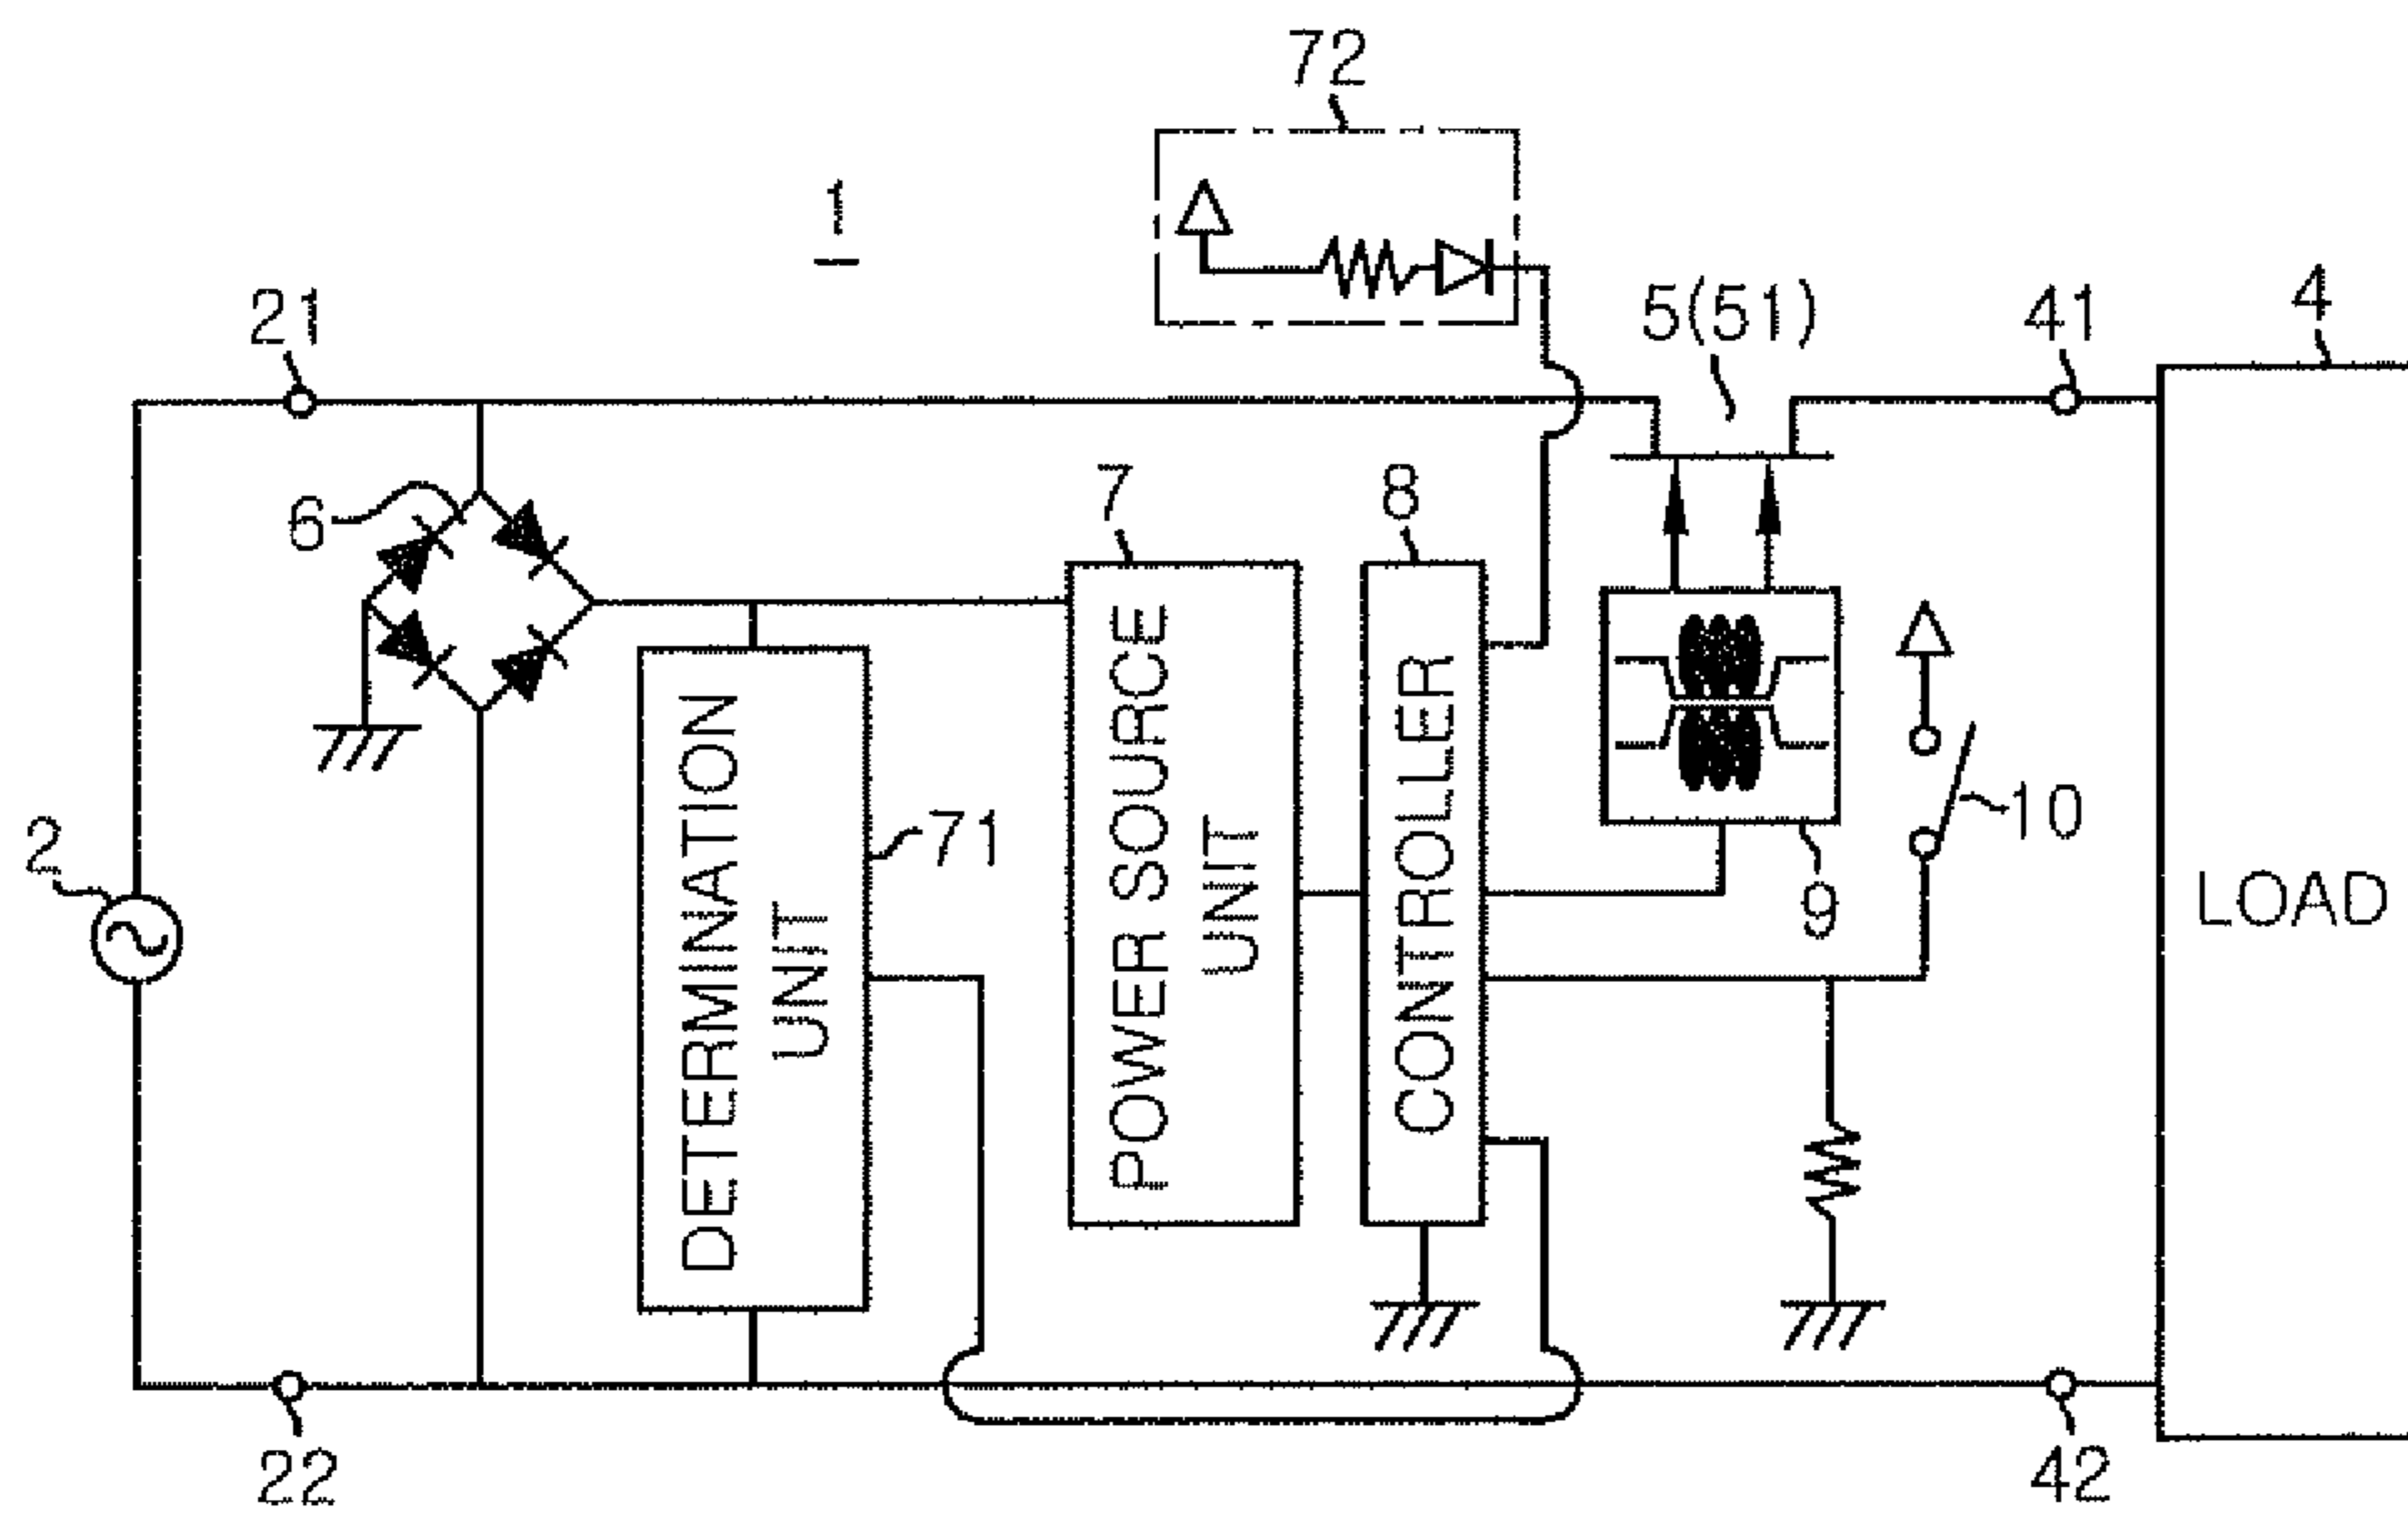 72
1
21
5(51)
41
4
6
7
8
2
DETERMINATION
UNIT
71
POWER SOURCE
UNIT
CONTROLLER
9
10
LOAD
22
42